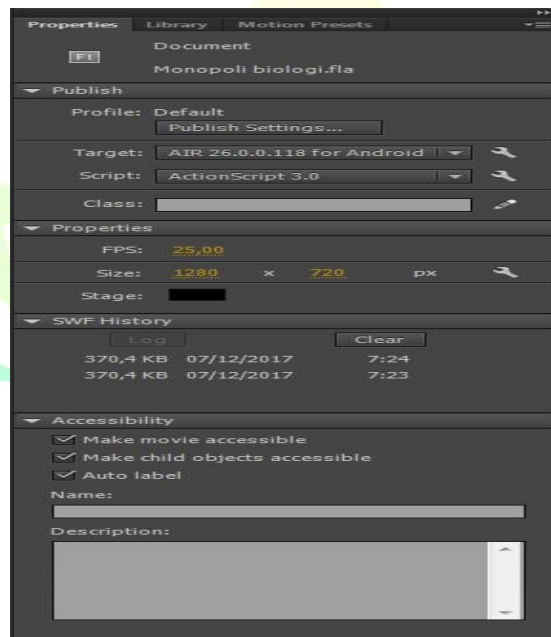 Properties Library Motion Presets
Document
Fl
Monopoli biologi.fla
Publish
Profile: Default
Publish Settings...
Target: AIR 26.0.0.118 for Android
Script: ActionScript 3.0
Class:
Properties
FPS: 25,00
Size: 1280 x 720 px
Stage:
SWF History
Log Clear
370,4 KB 07/12/2017 7:24
370,4 KB 07/12/2017 7:23
Accessibility
Make movie accessible
Make child objects accessible
Auto label
Name:
Description: